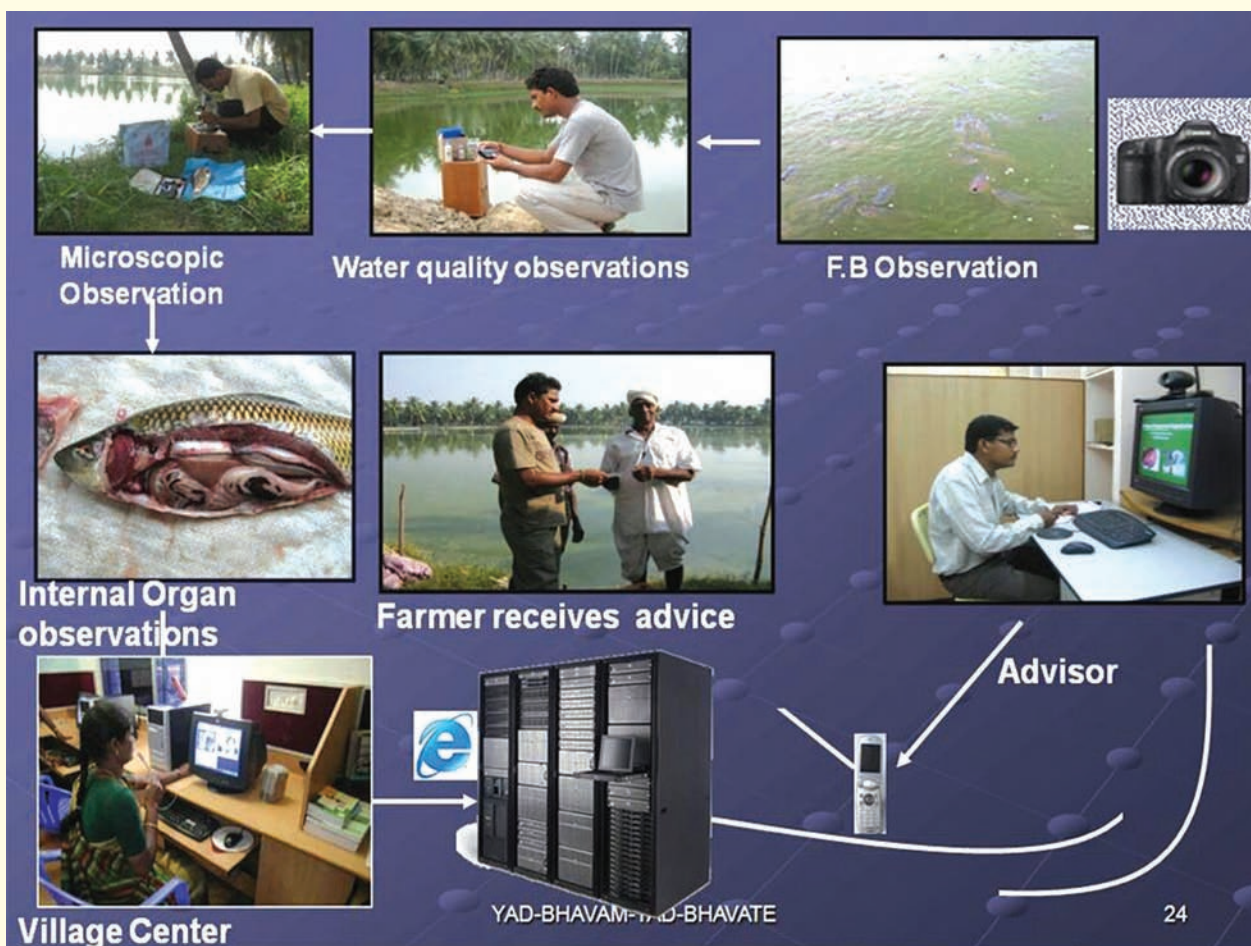 Microscopic
Observation
Water quality observations
F.B Observation
Internal Organ
observations
Farmer receives advice
Advisor
Village Center
YAD-BHAVAM-YAD-BHAVATE
24